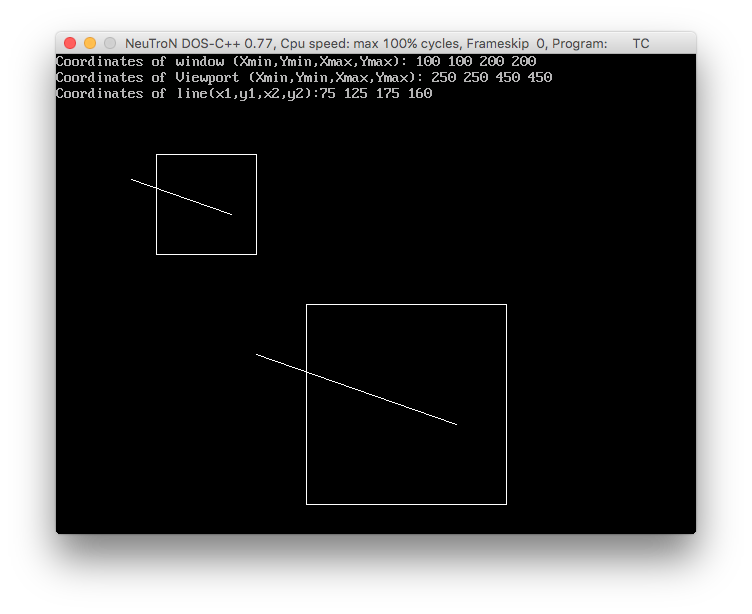 NeuTroN DOS-C++ 0.77, Cpu speed: max 100% cycles, Frameskip 0, Program: TC
Coordinates of window (Xmin,Ymin,Xmax,Ymax): 100 100 200 200
Coordinates of Viewport (Xmin,Ymin,Xmax,Ymax): 250 250 450 450
Coordinates of line(x1,y1,x2,y2):75 125 175 160